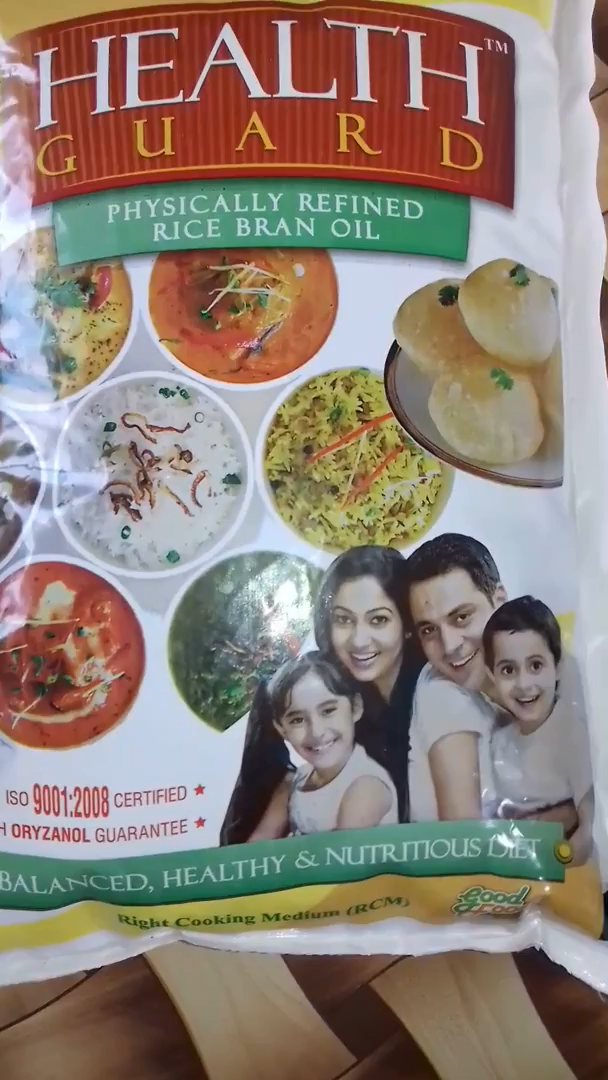 HEALTH™
GUARD
PHYSICALLY REFINED
RICE BRAN OIL
ISO 9001:2008 CERTIFIED ★
H ORYZANOL GUARANTEE ★
BALANCED, HEALTHY & NUTRITIOUS DIET
Right Cooking Medium (RCM)
Good
Food